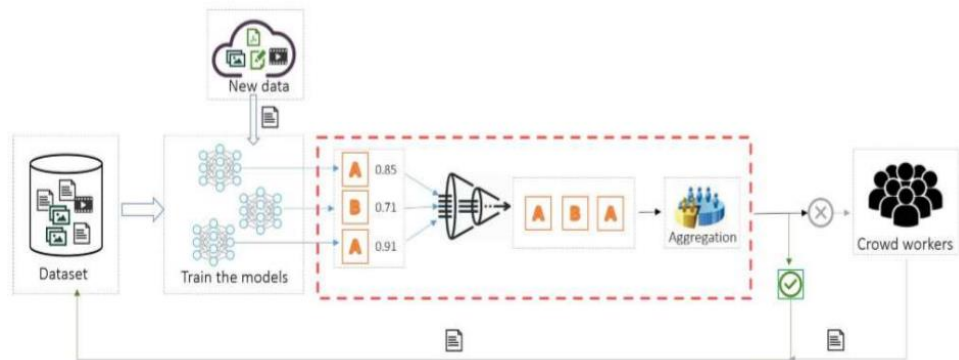 New data
A 0.85
B 0.71
A 0.91
A B A
Aggregation
Crowd workers
Dataset
Train the models